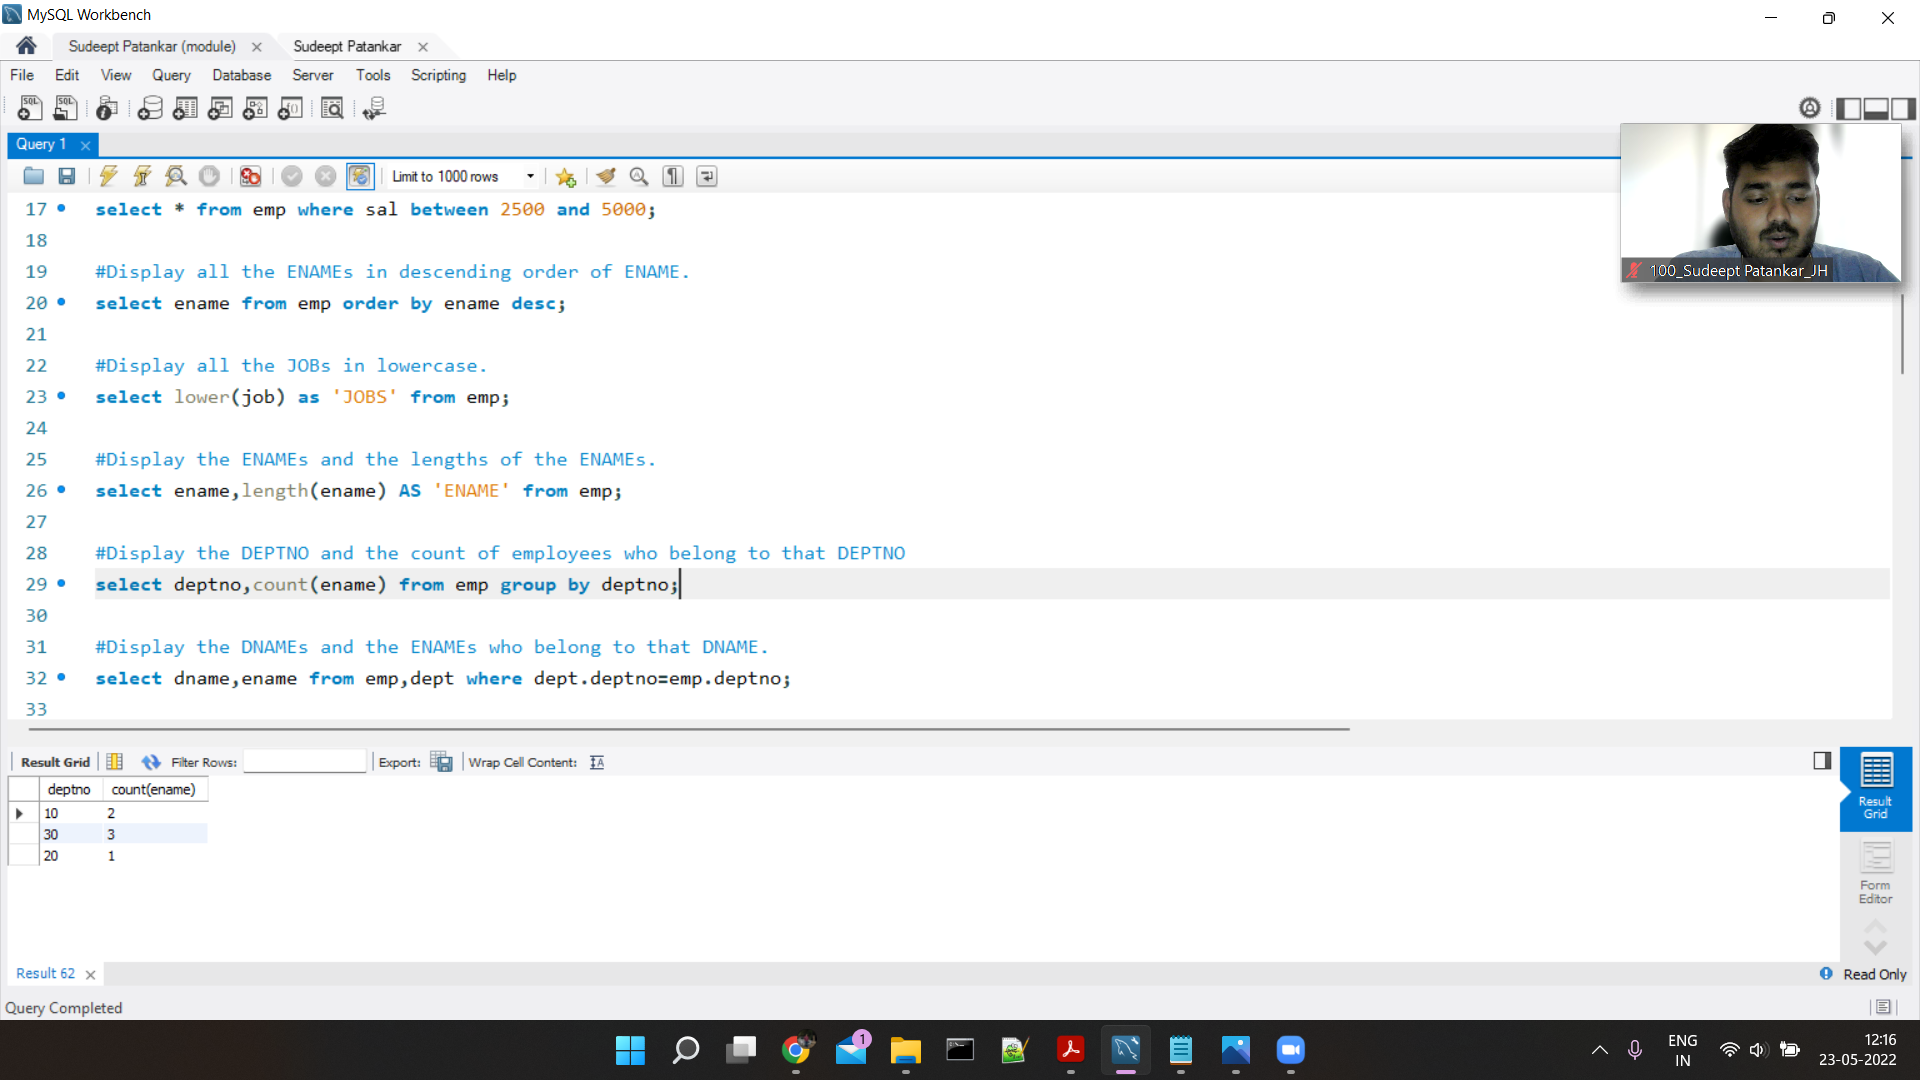 MySQL Workbench
Sudeept Patankar (module)
Sudeept Patankar
File Edit View Query Database Server Tools Scripting Help
Query 1
Limit to 1000 rows
17 select * from emp where sal between 2500 and 5000;
18
19 #Display all the ENAMEs in descending order of ENAME.
20 select ename from emp order by ename desc;
21
22 #Display all the JOBs in lowercase.
23 select lower(job) as 'JOBS' from emp;
24
25 #Display the ENAMEs and the lengths of the ENAMEs.
26 select ename,length(ename) AS 'ENAME' from emp;
27
28 #Display the DEPTNO and the count of employees who belong to that DEPTNO
29 select deptno,count(ename) from emp group by deptno;
30
31 #Display the DNAMEs and the ENAMEs who belong to that DNAME.
32 select dname,ename from emp,dept where dept.deptno=emp.deptno;
33
100_Sudeept Patankar_JH
Result Grid Filter Rows: Export: Wrap Cell Content:
deptno count(ename)
10 2
30 3
20 1
Result
Grid
Form
Editor
Result 62
Read Only
Query Completed
1
ENG
IN
12:16
23-05-2022